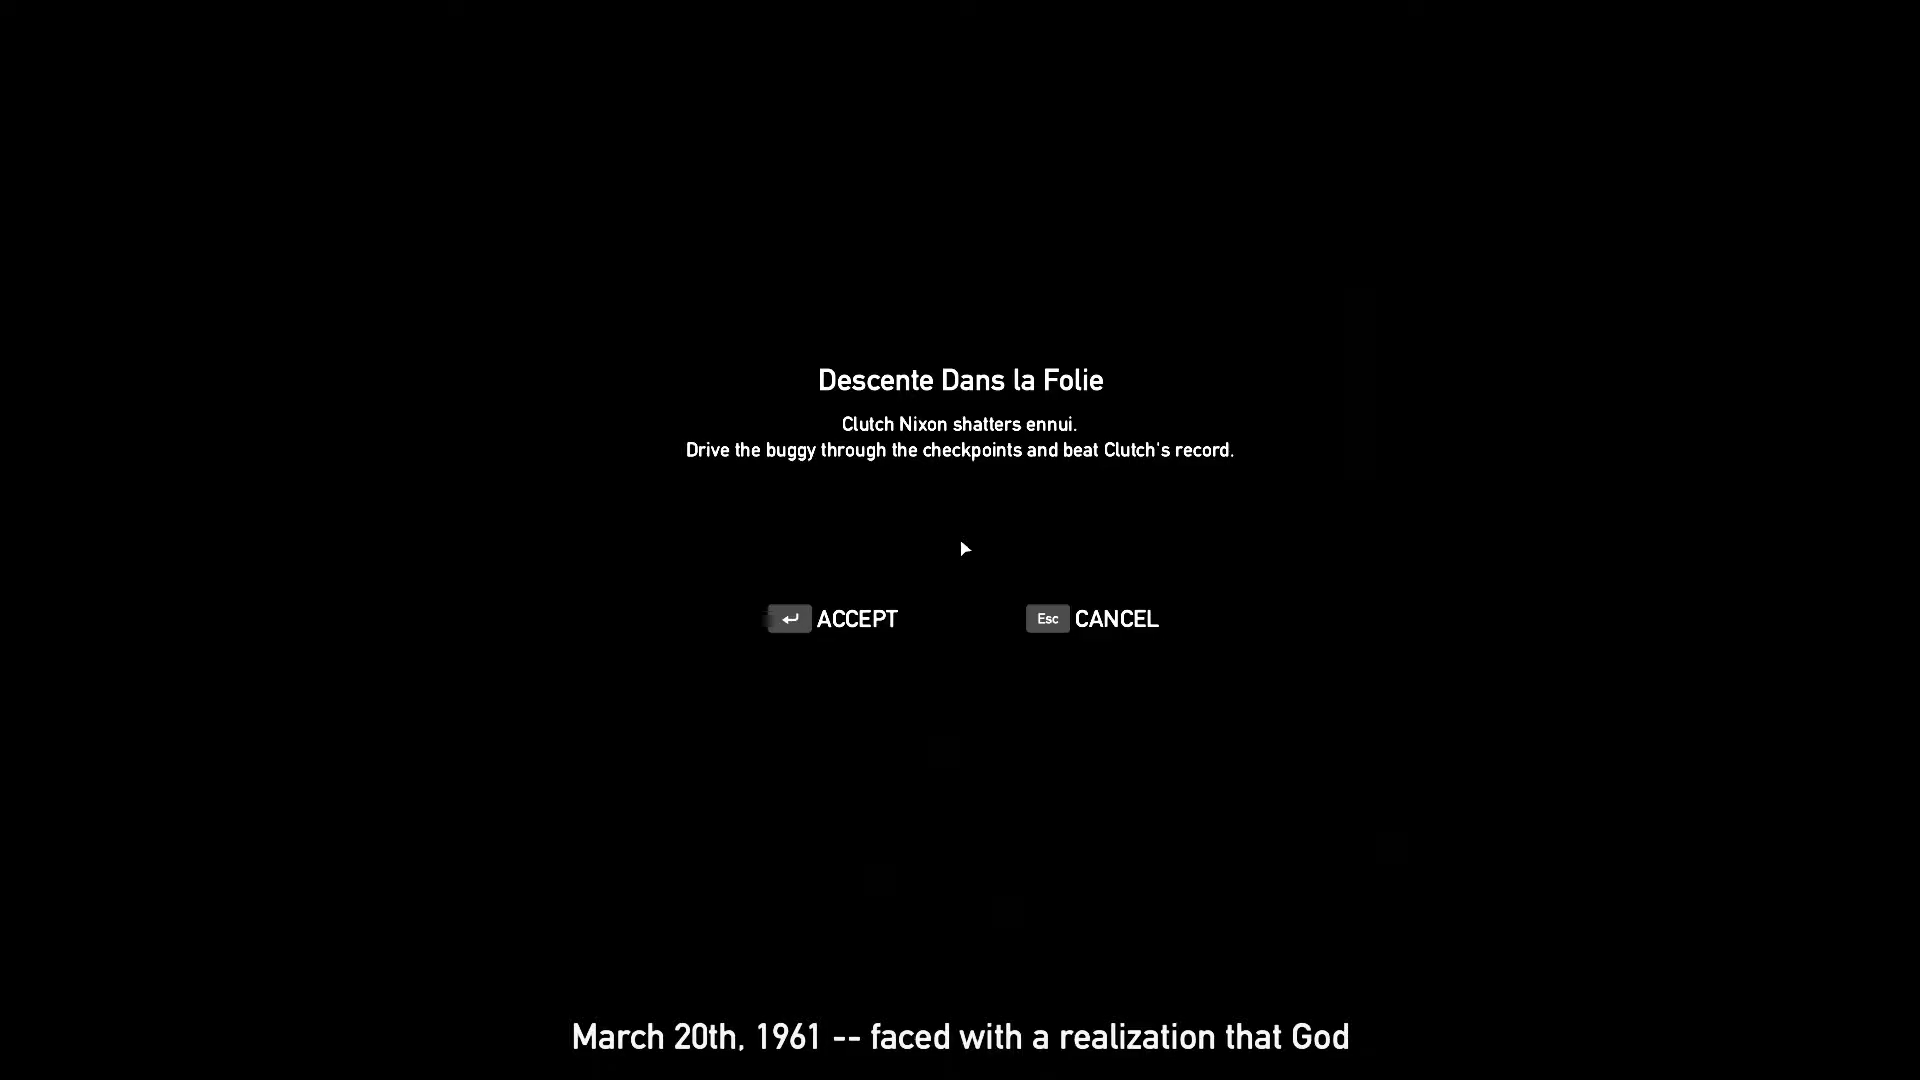 Descente Dans la Folie
Clutch Nixon shatters ennui.
Drive the buggy through the checkpoints and beat Clutch's record.
ACCEPT
Esc CANCEL
March 20th, 1961 -- faced with a realization that God